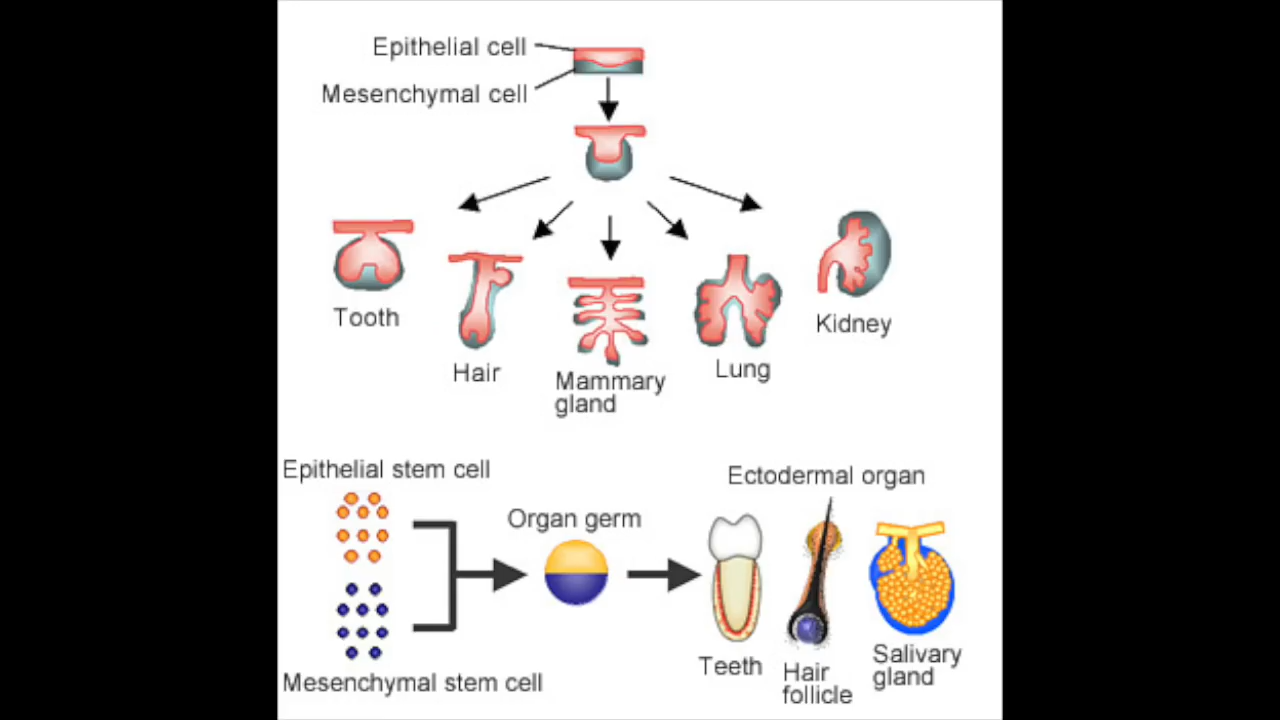 Epithelial cell
Mesenchymal cell
Tooth
Hair
Mammary
gland
Lung
Kidney
Epithelial stem cell
Mesenchymal stem cell
Organ germ
Ectodermal organ
Teeth
Hair
follicle
Salivary
gland